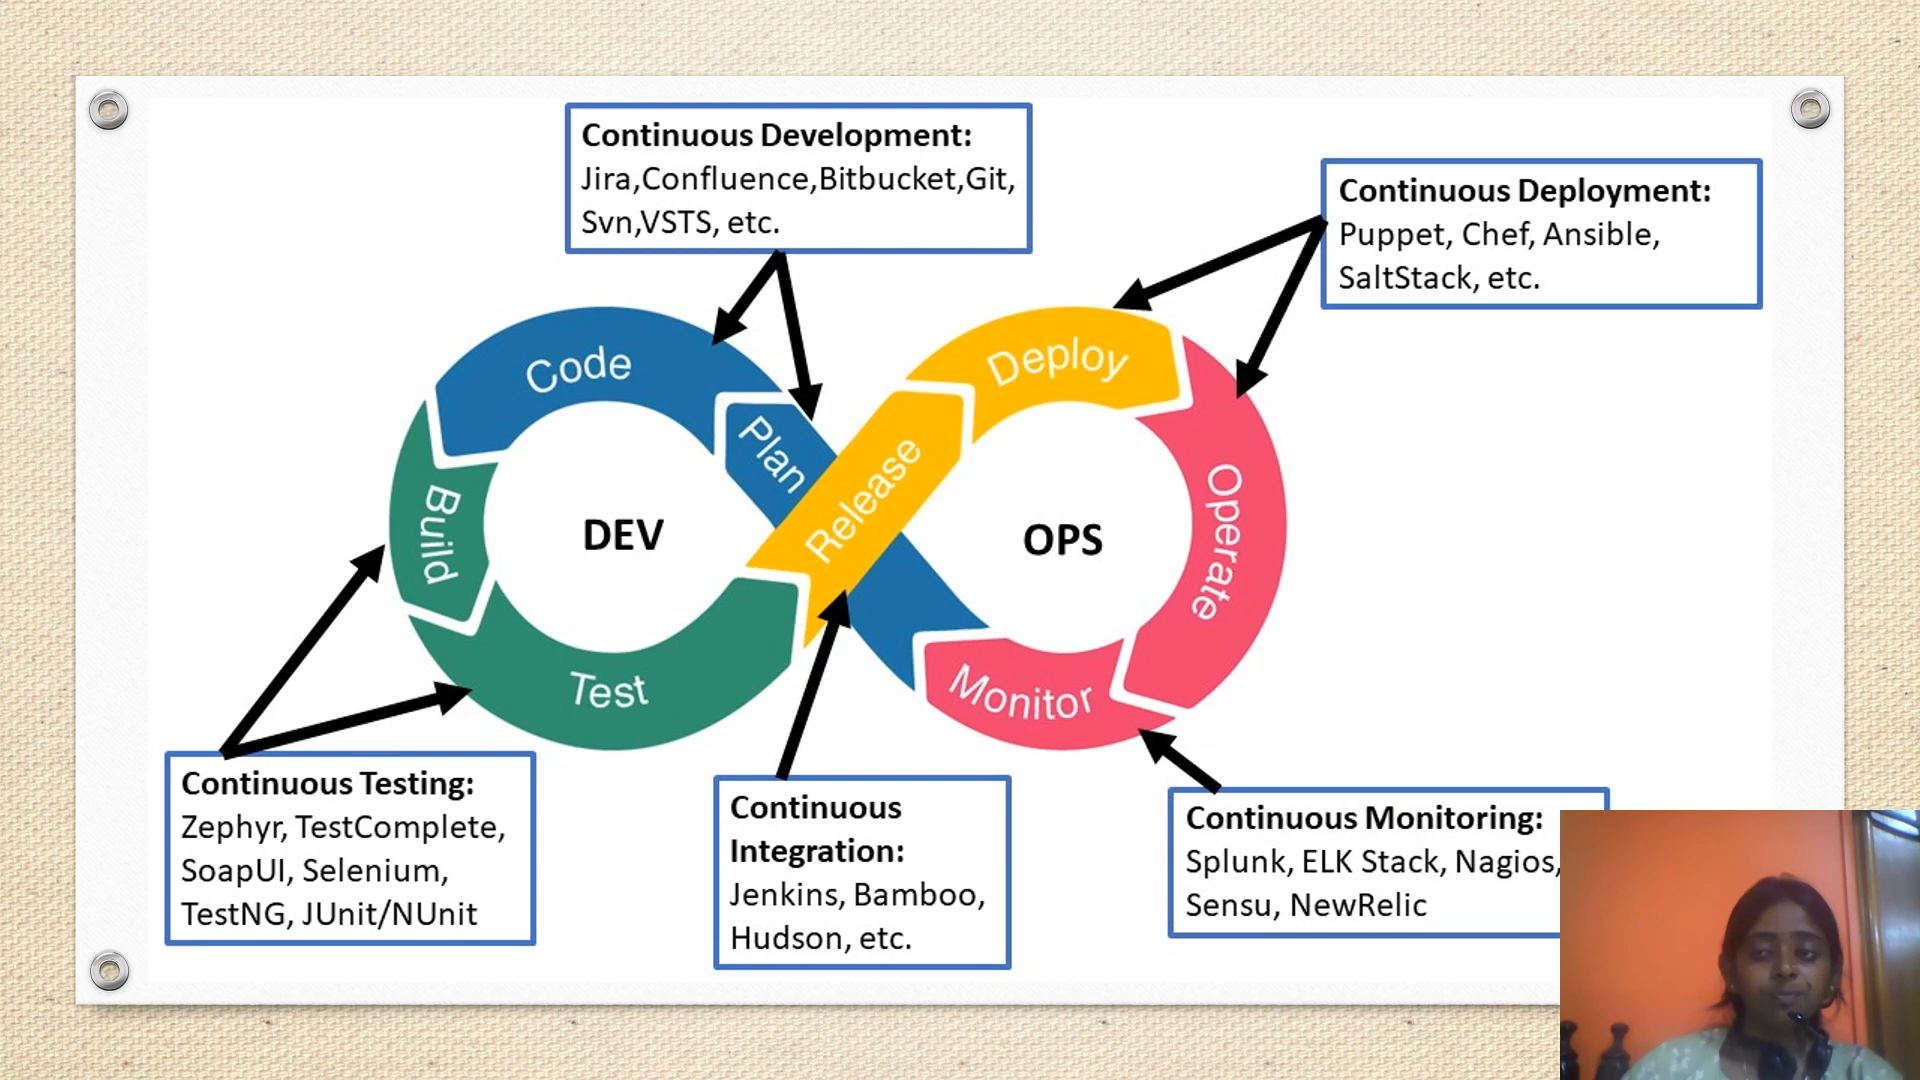 Continuous Development:
Jira,Confluence,Bitbucket,Git,
Svn,VSTS, etc.
Continuous Deployment:
Puppet, Chef, Ansible,
SaltStack, etc.
Code
Plan
Build
Test
DEV
Release
Deploy
Operate
Monitor
OPS
Continuous Testing:
Zephyr, TestComplete,
SoapUI, Selenium,
TestNG, JUnit/NUnit
Continuous
Integration:
Jenkins, Bamboo,
Hudson, etc.
Continuous Monitoring:
Splunk, ELK Stack, Nagios,
Sensu, NewRelic